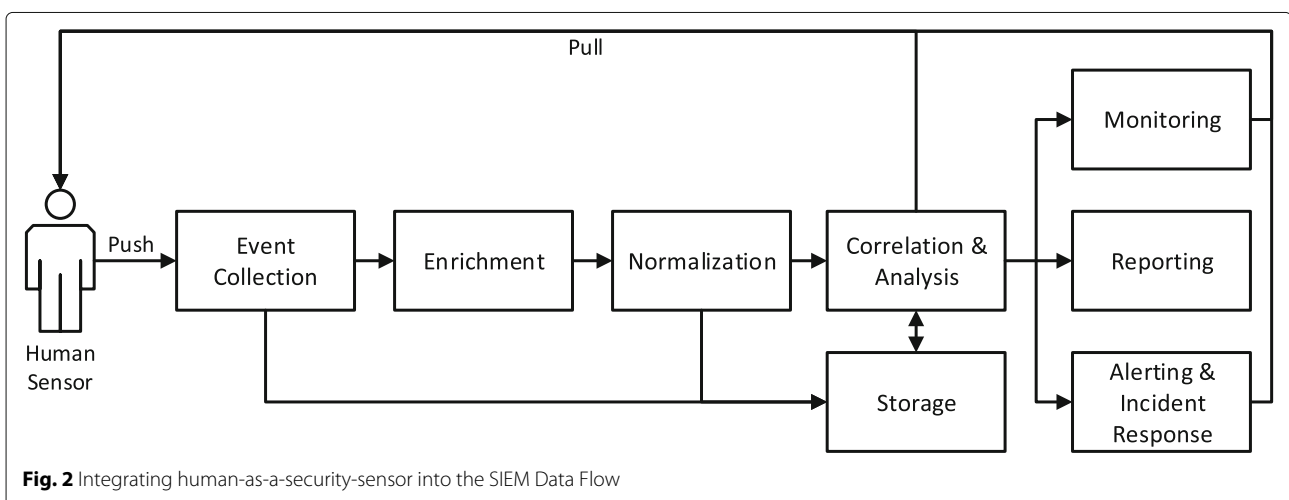 Pull
Monitoring
Push
Event
Collection
Enrichment
Normalization
Correlation &
Analysis
Reporting
Human
Sensor
Storage
Alerting &
Incident
Response
Fig. 2 Integrating human-as-a-security-sensor into the SIEM Data Flow